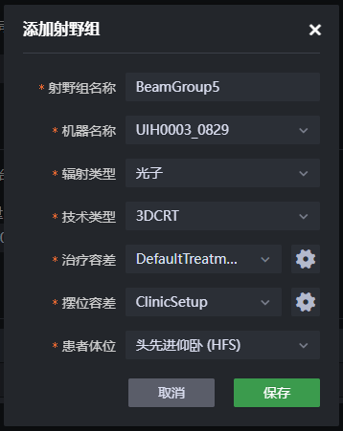 添加射野组
* 射野组名称 BeamGroup5
* 机器名称 UIH0003_0829
* 辐射类型 光子
* 技术类型 3DCRT
* 治疗容差 DefaultTreatm...
* 摆位容差 ClinicSetup
* 患者体位 头先进仰卧 (HFS)
取消 保存